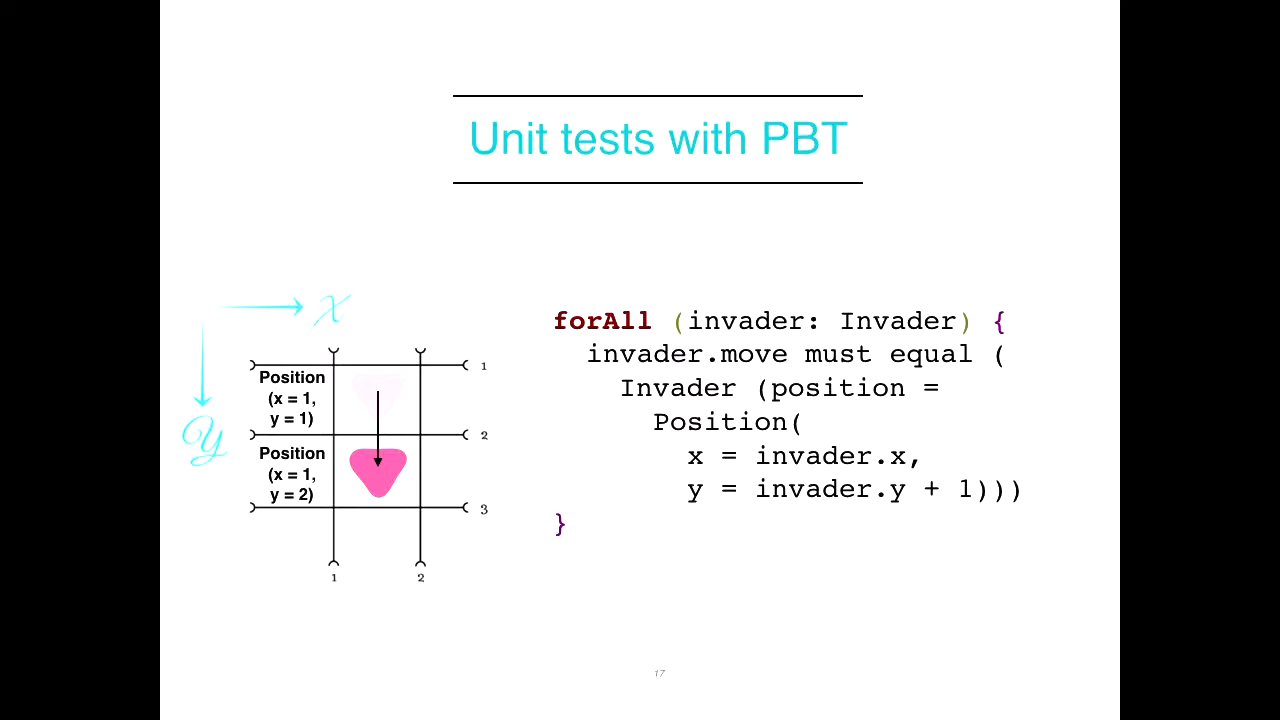 Unit tests with PBT
X
Y
1
Position
(x = 1,
y = 1)
2
Position
(x = 1,
y = 2)
3
1 2
forAll (invader: Invader) {
invader.move must equal (
Invader (position =
Position(
x = invader.x,
y = invader.y + 1)))
}
17